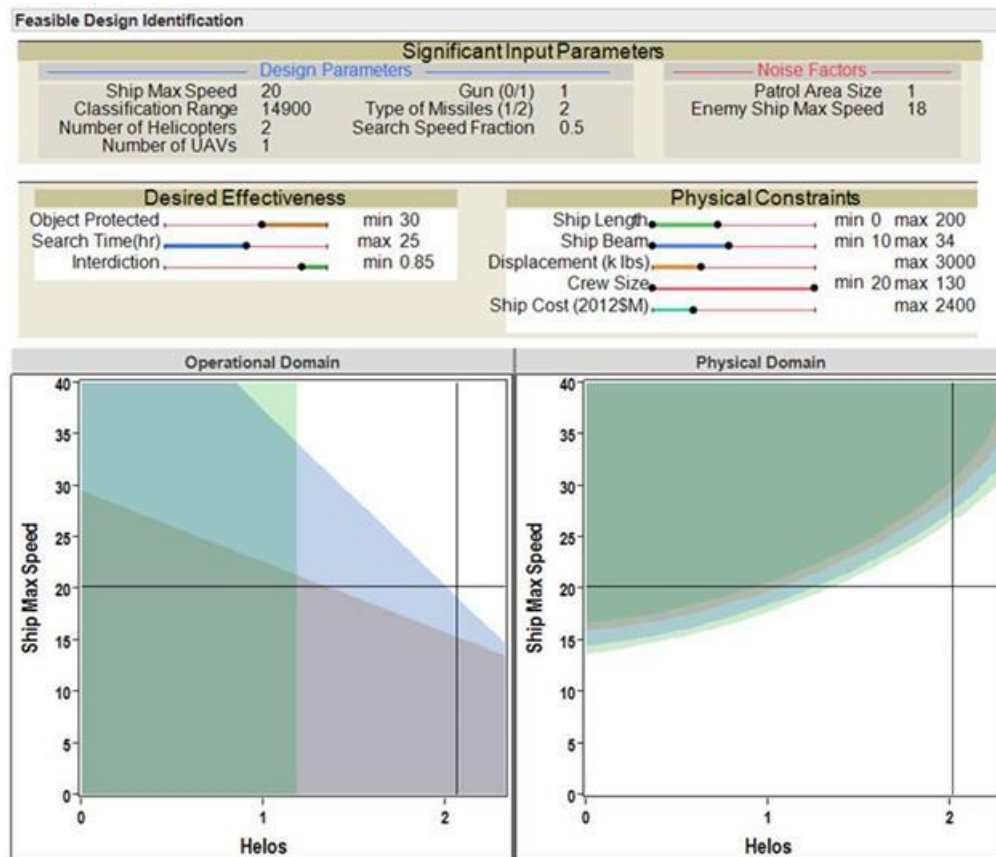 Feasible Design Identification
Significant Input Parameters
Design Parameters
Noise Factors
Ship Max Speed 20 Gun (0/1) 1 Patrol Area Size 1
Classification Range 14900 Type of Missiles (1/2) 2 Enemy Ship Max Speed 18
Number of Helicopters 2 Search Speed Fraction 0.5
Number of UAVs 1
Desired Effectiveness
Object Protected min 30
Search Time(hr) max 25
Interdiction min 0.85
Physical Constraints
Ship Length min 0 max 200
Ship Beam min 10 max 34
Displacement (k lbs) max 3000
Crew Size min 20 max 130
Ship Cost (2012$M) max 2400
Operational Domain
Ship Max Speed
40
35
30
25
20
15
10
5
0
0 1 2
Helos
Physical Domain
Ship Max Speed
40
35
30
25
20
15
10
5
0
0 1 2
Helos